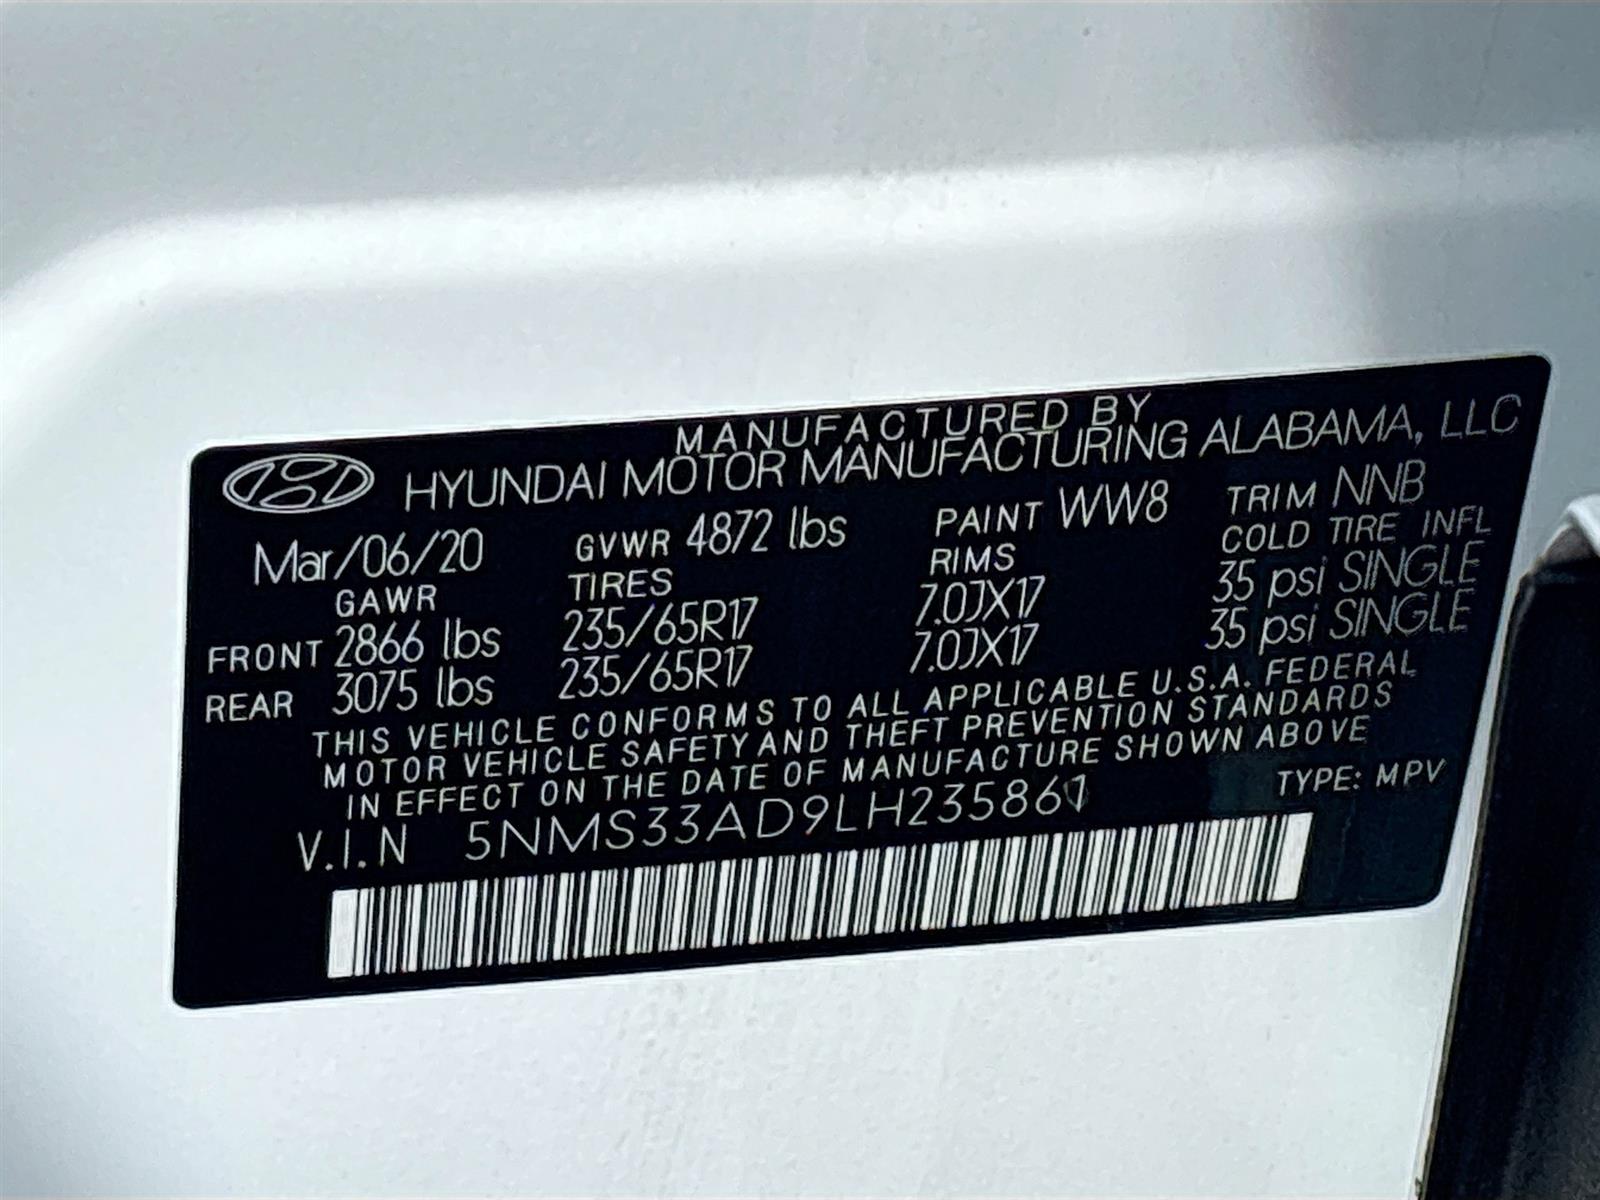 MANUFACTURED BY
HYUNDAI MOTOR MANUFACTURING ALABAMA, LLC
Mar/06/20 GVWR 4872 lbs PAINT WW8 TRIM NNB
GAWR TIRES RIMS COLD TIRE INFL
FRONT 2866 lbs 235/65R17 7.0JX17 35 psi SINGLE
REAR 3075 lbs 235/65R17 7.0JX17 35 psi SINGLE
THIS VEHICLE CONFORMS TO ALL APPLICABLE U.S.A. FEDERAL
MOTOR VEHICLE SAFETY AND THEFT PREVENTION STANDARDS
IN EFFECT ON THE DATE OF MANUFACTURE SHOWN ABOVE
V.I.N 5NMS33AD9LH235861 TYPE: MPV